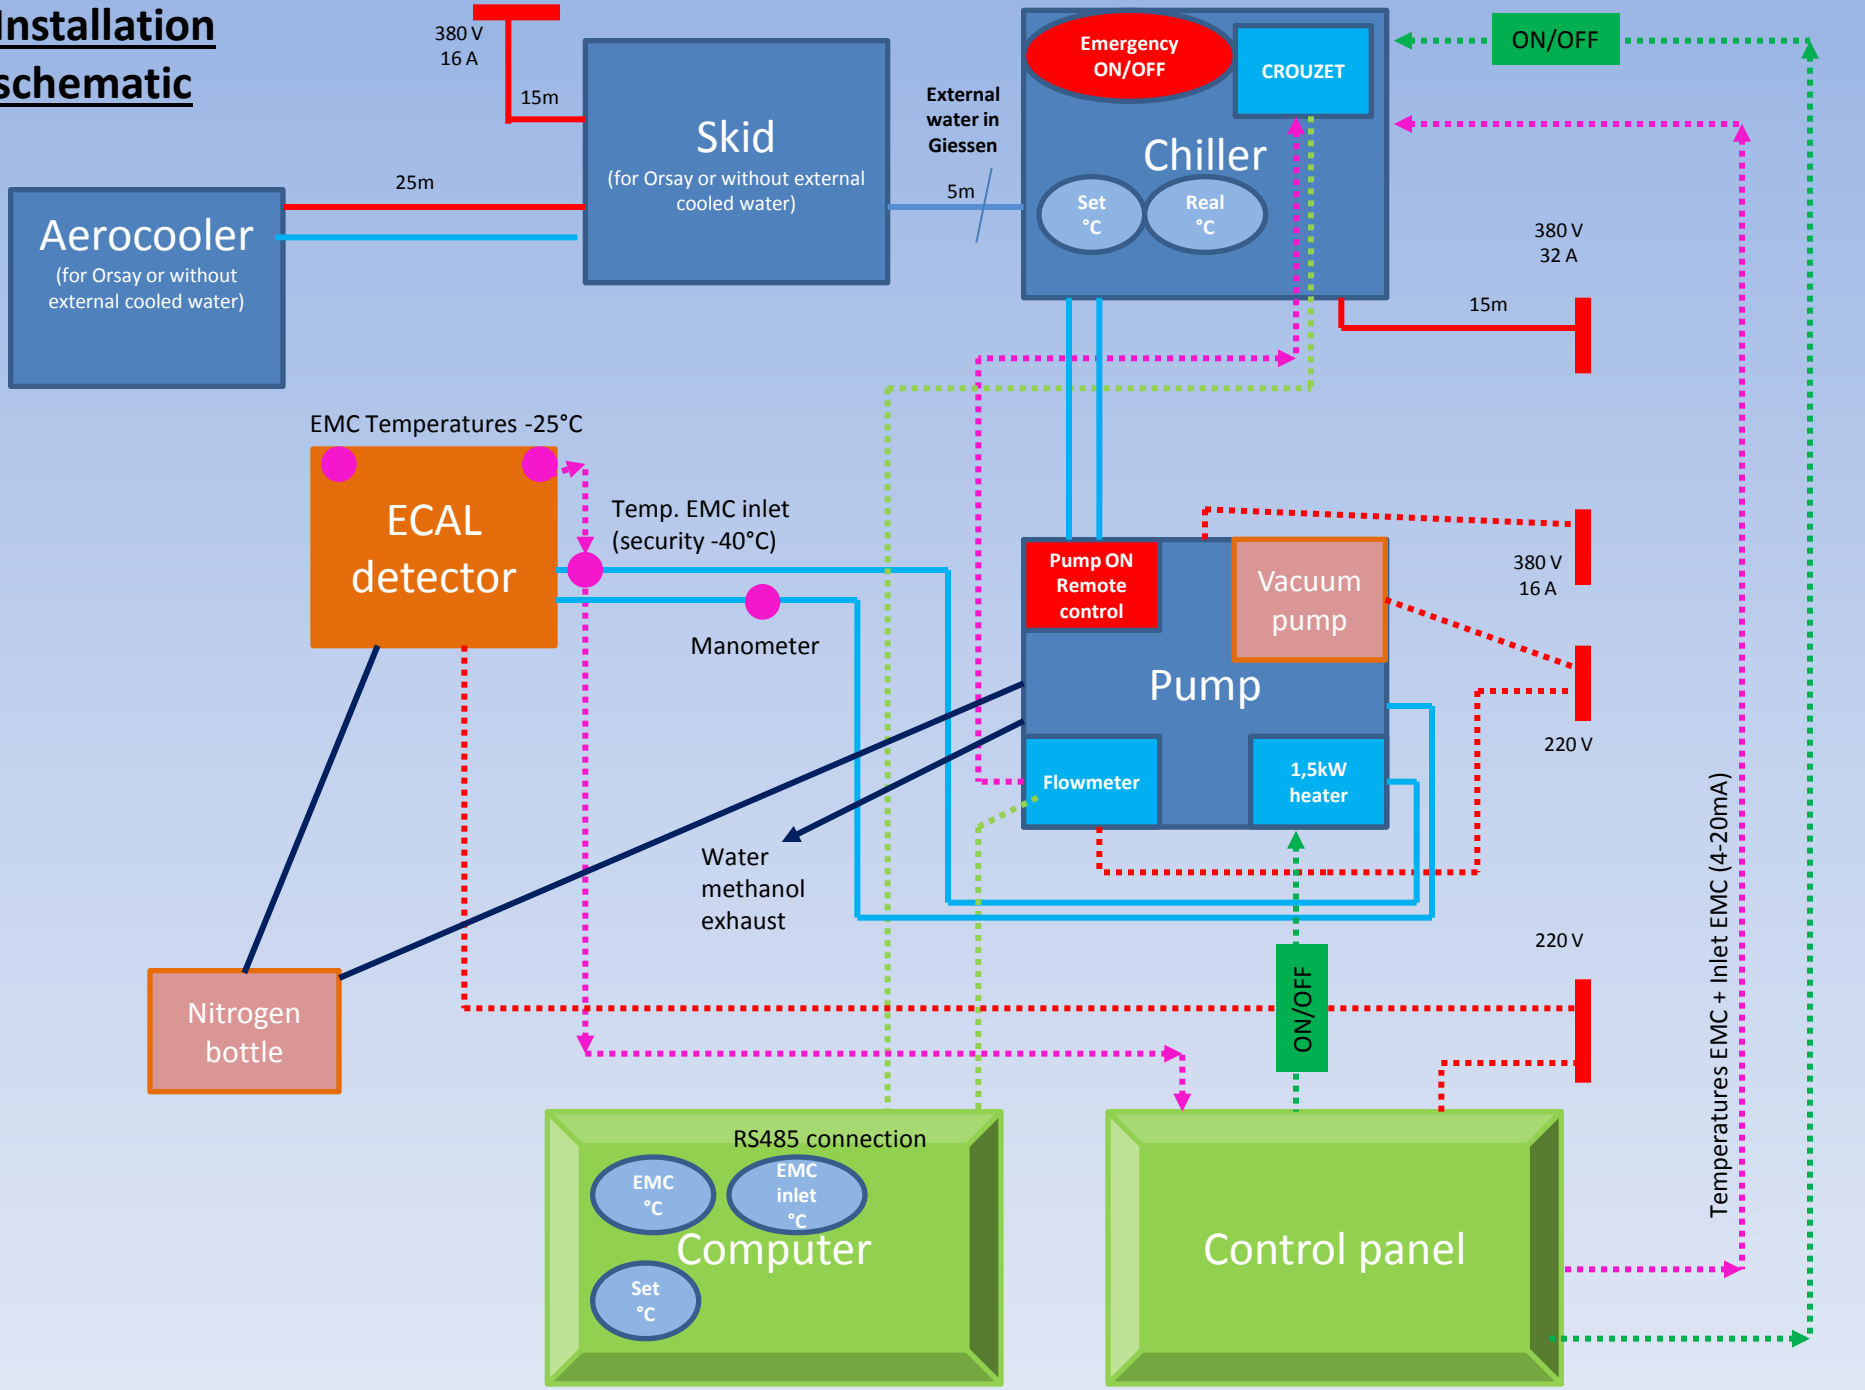 Installation
schematic
380 V
16 A
15m
Emergency
ON/OFF
CROUZET
ON/OFF
External
water in
Giessen
Skid
(for Orsay or without external
cooled water)
Chiller
25m
5m
Set
°C
Real
°C
Aerocooler
(for Orsay or without
external cooled water)
380 V
32 A
15m
EMC Temperatures -25°C
ECAL
detector
Temp. EMC inlet
(security -40°C)
Manometer
Pump ON
Remote
control
Vacuum
pump
380 V
16 A
Pump
220 V
Flowmeter
1,5kW
heater
Water
methanol
exhaust
Temperatures EMC + Inlet EMC (4-20mA)
220 V
ON/OFF
Nitrogen
bottle
RS485 connection
EMC
°C
EMC
inlet
°C
Computer
Set
°C
Control panel